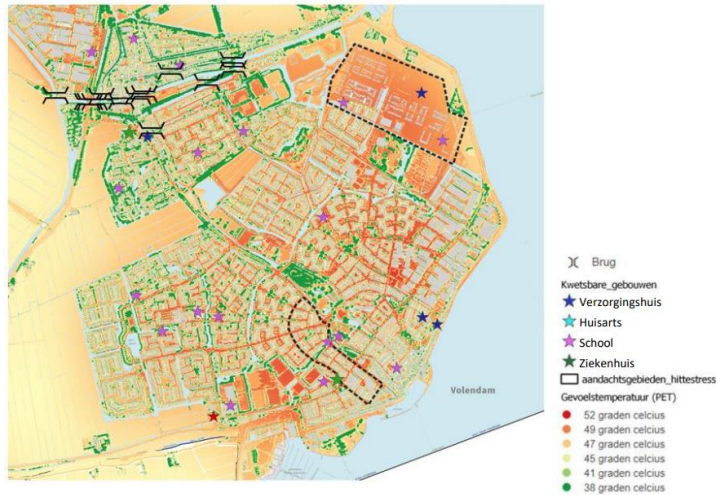 Volendam
Brug
Kwetsbare_gebouwen
Verzorgingshuis
Huisarts
School
Ziekenhuis
aandachtsgebieden_hittestress
Gevoelstemperatuur (PET)
52 graden celcius
49 graden celcius
47 graden celcius
45 graden celcius
41 graden celcius
38 graden celcius